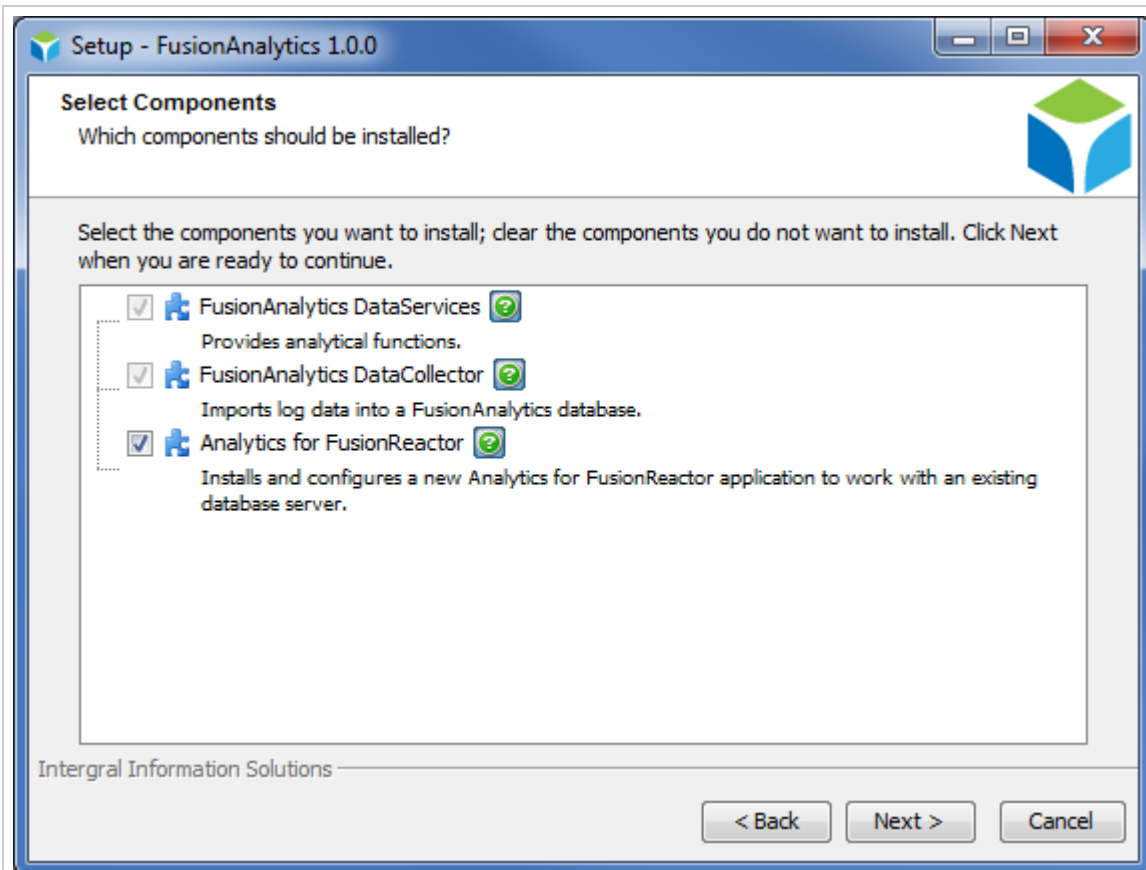 Setup - FusionAnalytics 1.0.0
Select Components
Which components should be installed?
Select the components you want to install; clear the components you do not want to install. Click Next
when you are ready to continue.
FusionAnalytics DataServices
Provides analytical functions.
FusionAnalytics DataCollector
Imports log data into a FusionAnalytics database.
Analytics for FusionReactor
Installs and configures a new Analytics for FusionReactor application to work with an existing
database server.
Intergral Information Solutions
< Back Next > Cancel